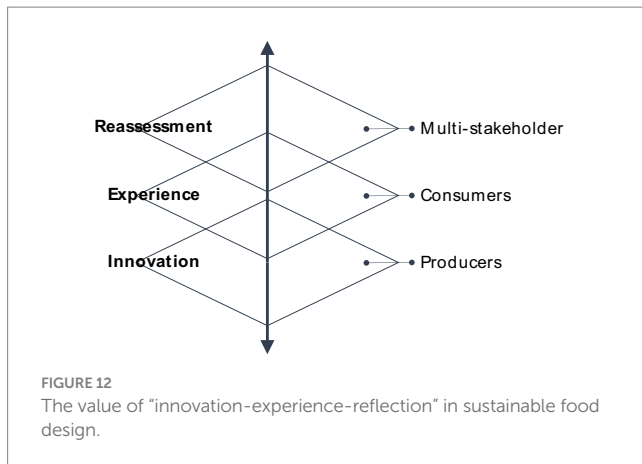 Reassessment Multi-stakeholder
Experience Consumers
Innovation Producers
FIGURE 12
The value of “innovation-experience-reflection” in sustainable food
design.